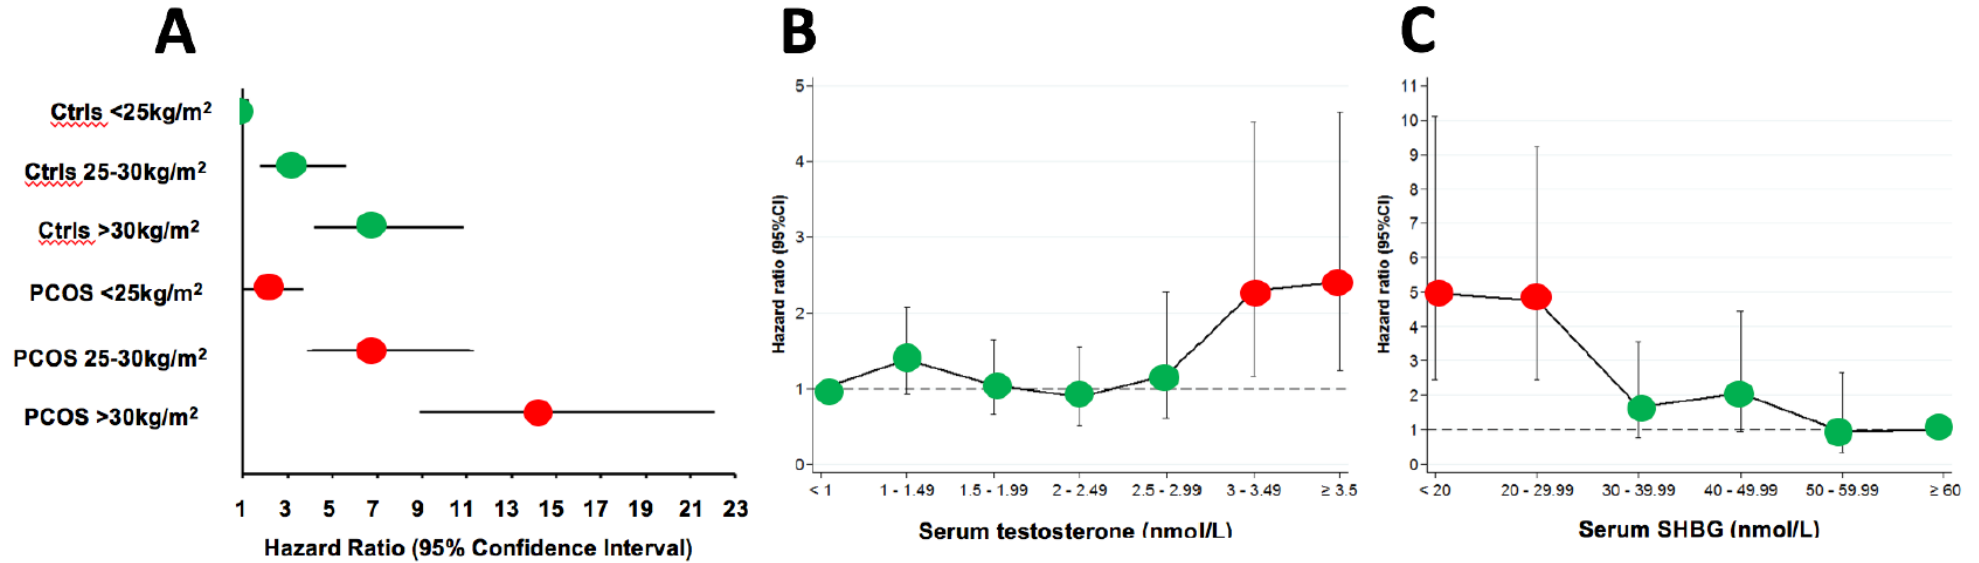 A
Ctrls <25kg/m²
Ctrls 25-30kg/m²
Ctrls >30kg/m²
PCOS <25kg/m²
PCOS 25-30kg/m²
PCOS >30kg/m²
1 3 5 7 9 11 13 15 17 19 21 23
Hazard Ratio (95% Confidence Interval)
B
Hazard ratio (95%CI)
5
4
3
2
1
0
< 1 1 - 1.49 1.5 - 1.99 2 - 2.49 2.5 - 2.99 3 - 3.49 ≥ 3.5
Serum testosterone (nmol/L)
C
Hazard ratio (95%CI)
11
10
9
8
7
6
5
4
3
2
1
0
< 20 20 - 29.99 30 - 39.99 40 - 49.99 50 - 59.99 ≥ 60
Serum SHBG (nmol/L)